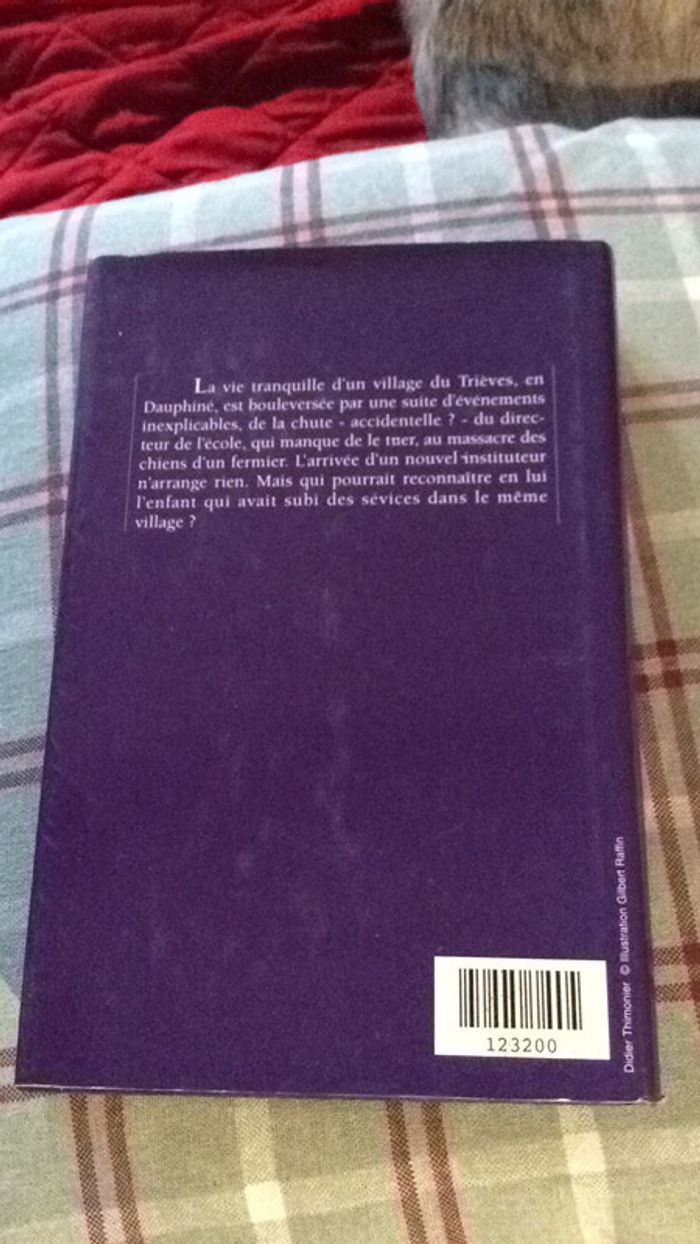 La vie tranquille d'un village du Trièves, en
Dauphiné, est bouleversée par une suite d'événements
inexplicables, de la chute - accidentelle ? - du direc-
teur de l'école, qui manque de le tuer, au massacre des
chiens d'un fermier. L'arrivée d'un nouvel instituteur
n'arrange rien. Mais qui pourrait reconnaître en lui
l'enfant qui avait subi des sévices dans le même
village ?
123200
Didier Thimonier © Illustration Gilbert Raffin